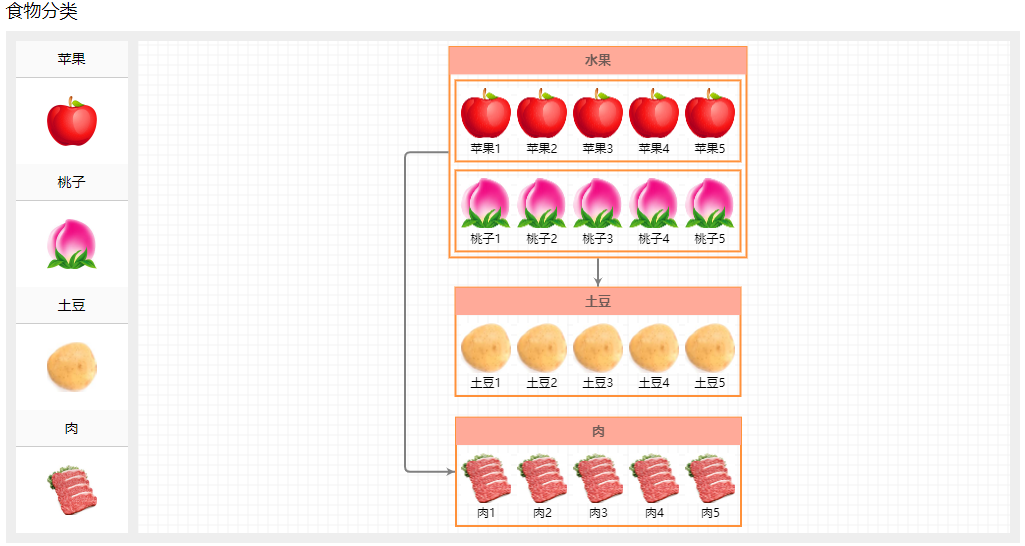 食物分类
苹果
桃子
土豆
肉
水果
苹果1 苹果2 苹果3 苹果4 苹果5
桃子1 桃子2 桃子3 桃子4 桃子5
土豆
土豆1 土豆2 土豆3 土豆4 土豆5
肉
肉1 肉2 肉3 肉4 肉5